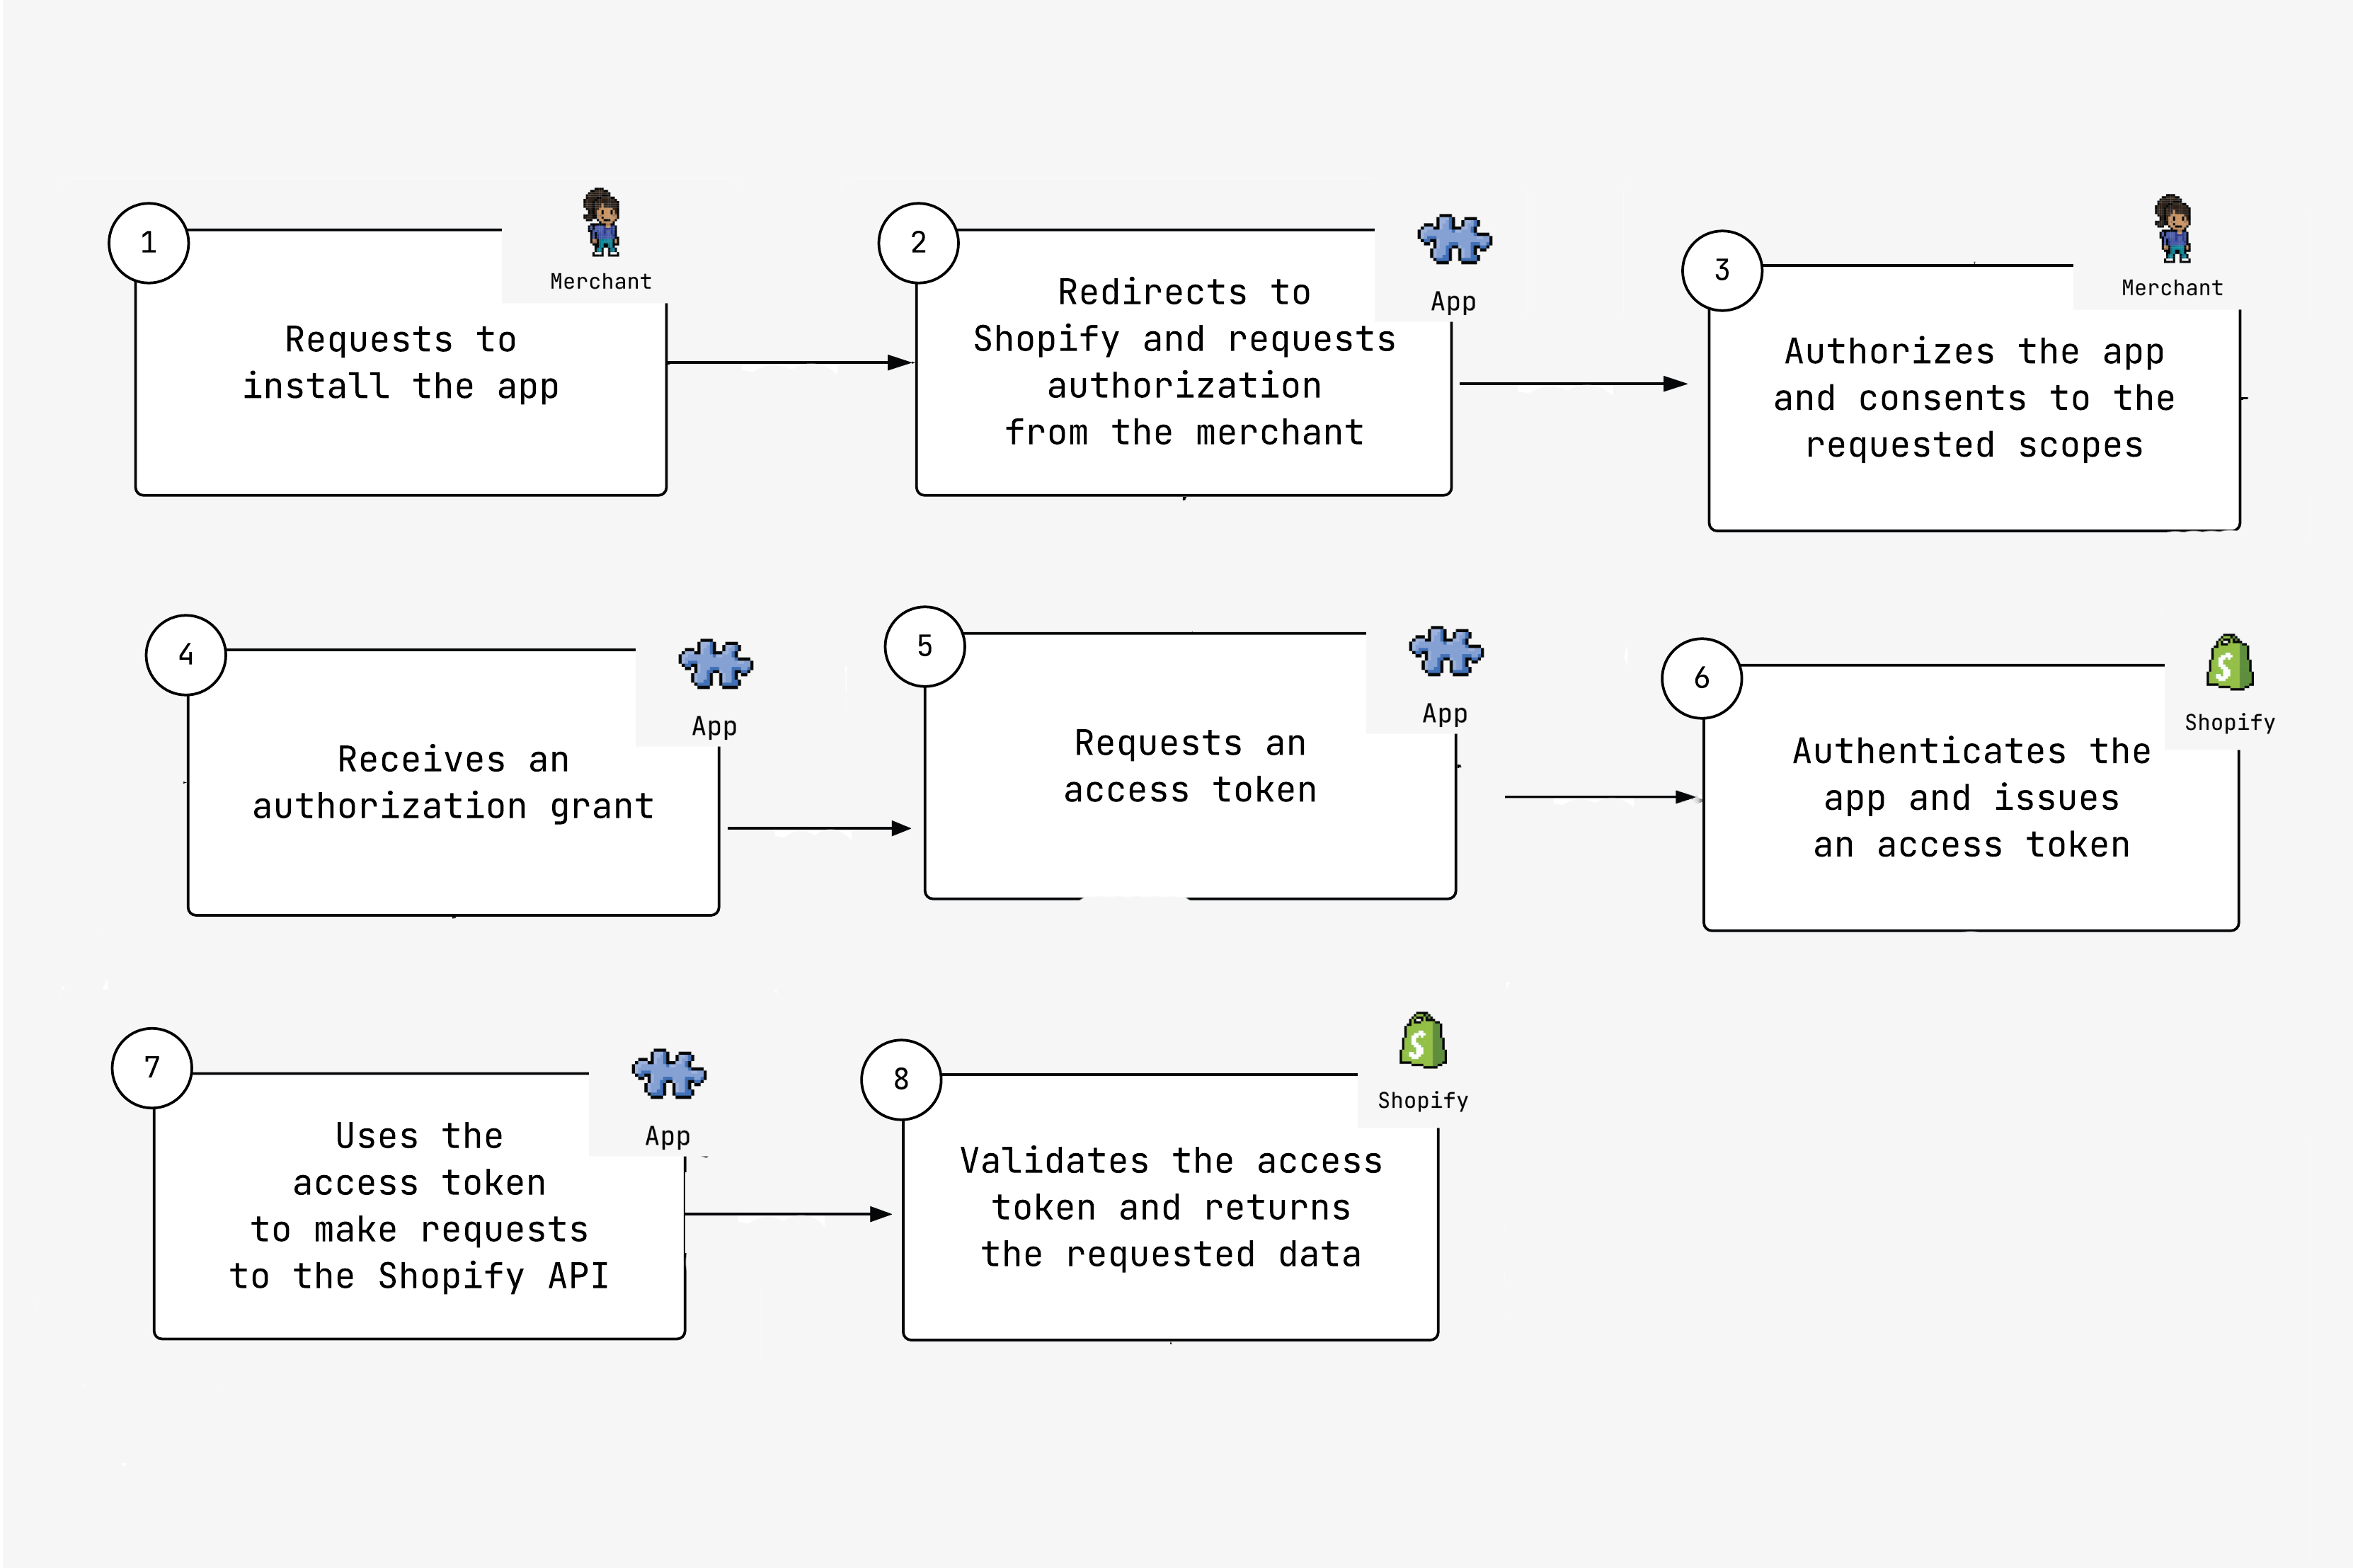 1
Merchant
Requests to
install the app
2
App
Redirects to
Shopify and requests
authorization
from the merchant
3
Merchant
Authorizes the app
and consents to the
requested scopes
4
App
Receives an
authorization grant
5
App
Requests an
access token
6
Shopify
Authenticates the
app and issues
an access token
7
App
Uses the
access token
to make requests
to the Shopify API
8
Shopify
Validates the access
token and returns
the requested data